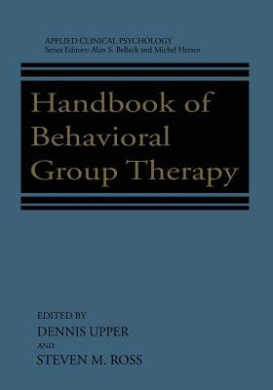 APPLIED CLINICAL PSYCHOLOGY
Series Editors: Alan S. Bellack and Michel Hersen
Handbook of
Behavioral
Group Therapy
EDITED BY
DENNIS UPPER
AND
STEVEN M. ROSS